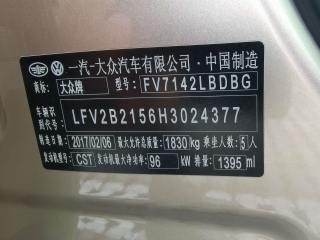 一汽-大众汽车有限公司·中国制造
品牌:大众牌 型号:FV7142LBDBG
车辆识别代号: LFV2B2156H3024377
制造日期:2017/02/06 最大允许总质量:1830kg 乘坐人数:5人
发动机型号:CST 发动机最大净功率:96 kW 排量:1395 ml